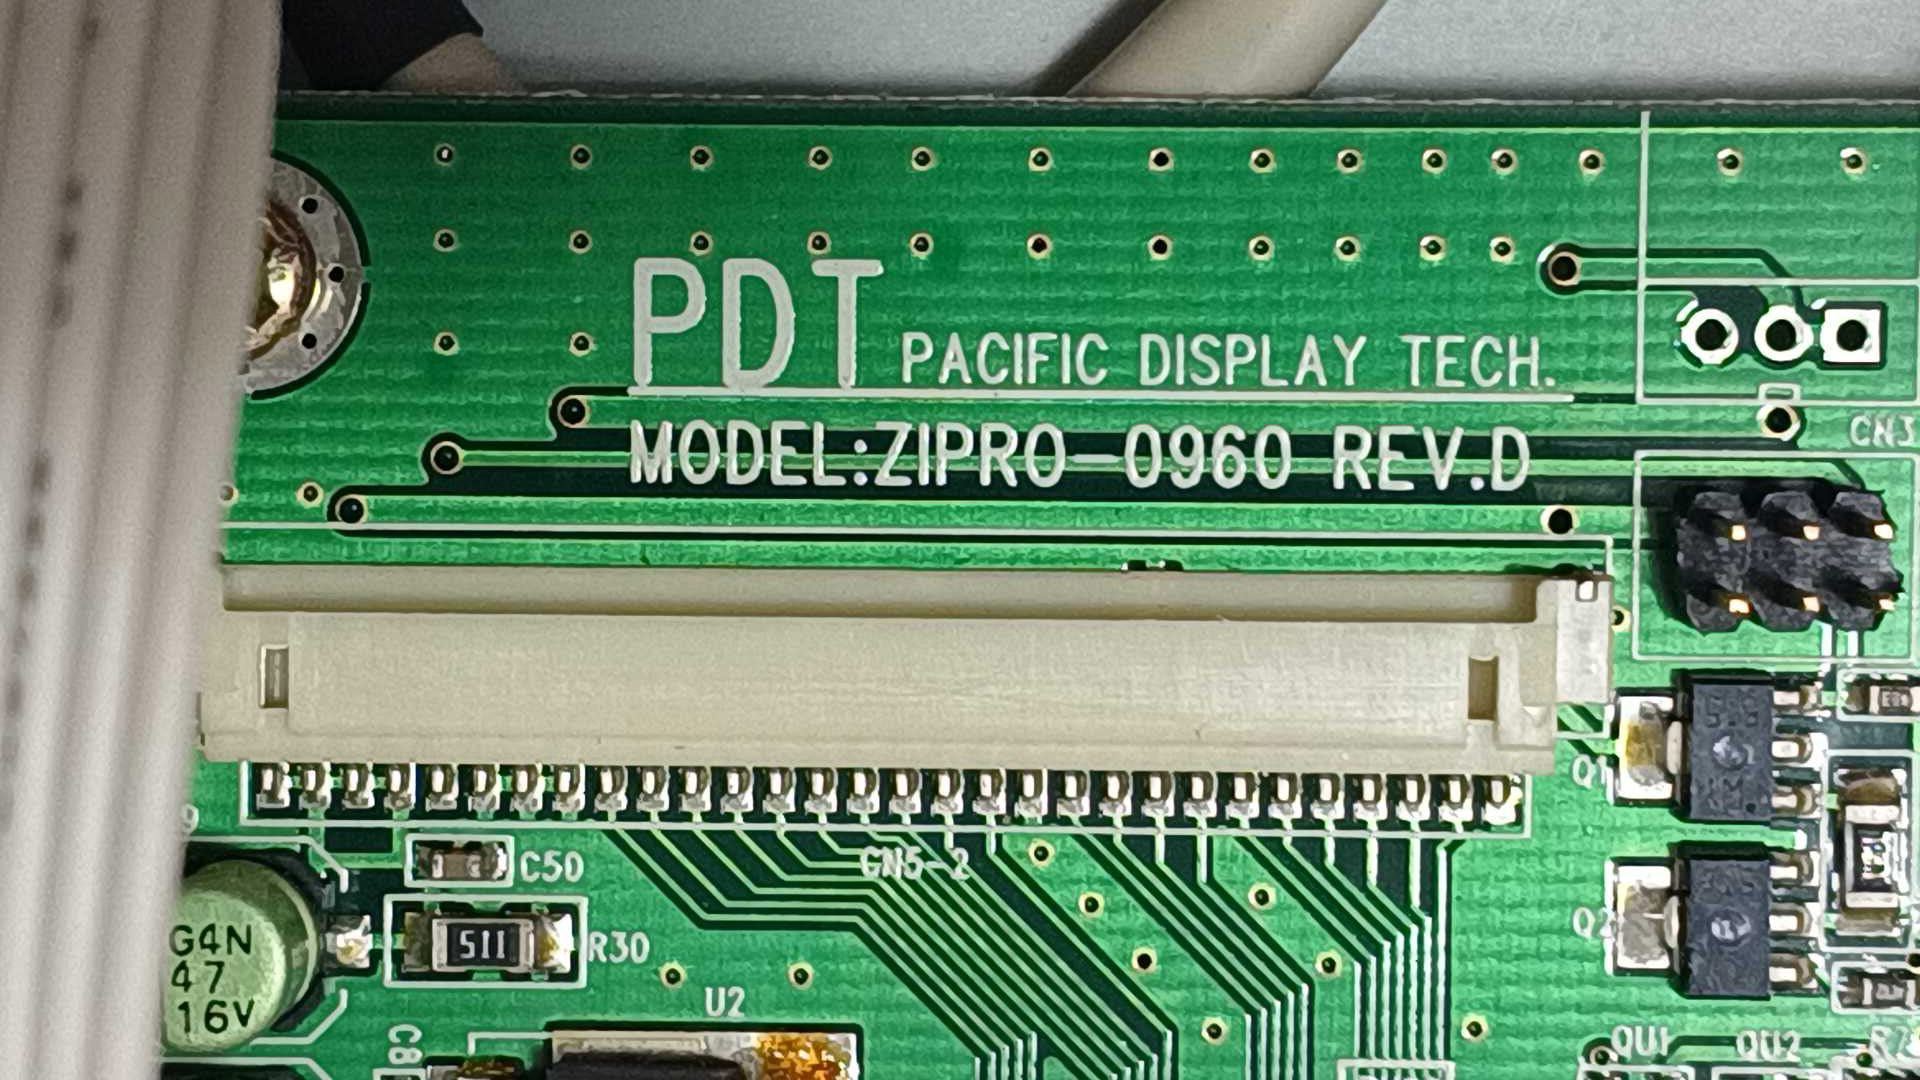 PDT PACIFIC DISPLAY TECH.
MODEL:ZIPRO-0960 REV.D
CN3
Q1
CN5-2
C50
511
R30
Q2
G4N
47
16V
U2
C8
QU1
QU2